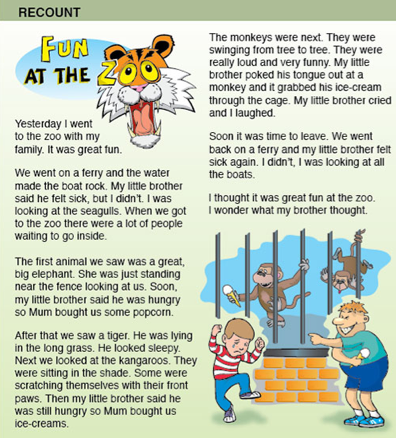 RECOUNT
FUN
AT THE ZOO
Yesterday I went
to the zoo with my
family. It was great fun.
We went on a ferry and the water
made the boat rock. My little brother
said he felt sick, but I didn't. I was
looking at the seagulls. When we got
to the zoo there were a lot of people
waiting to go inside.
The first animal we saw was a great,
big elephant. She was just standing
near the fence looking at us. Soon,
my little brother said he was hungry
so Mum bought us some popcorn.
After that we saw a tiger. He was lying
in the long grass. He looked sleepy.
Next we looked at the kangaroos. They
were sitting in the shade. Some were
scratching themselves with their front
paws. Then my little brother said he
was still hungry so Mum bought us
ice-creams.
The monkeys were next. They were
swinging from tree to tree. They were
really loud and very funny. My little
brother poked his tongue out at a
monkey and it grabbed his ice-cream
through the cage. My little brother cried
and I laughed.
Soon it was time to leave. We went
back on a ferry and my little brother felt
sick again. I didn't, I was looking at all
the boats.
I thought it was great fun at the zoo.
I wonder what my brother thought.